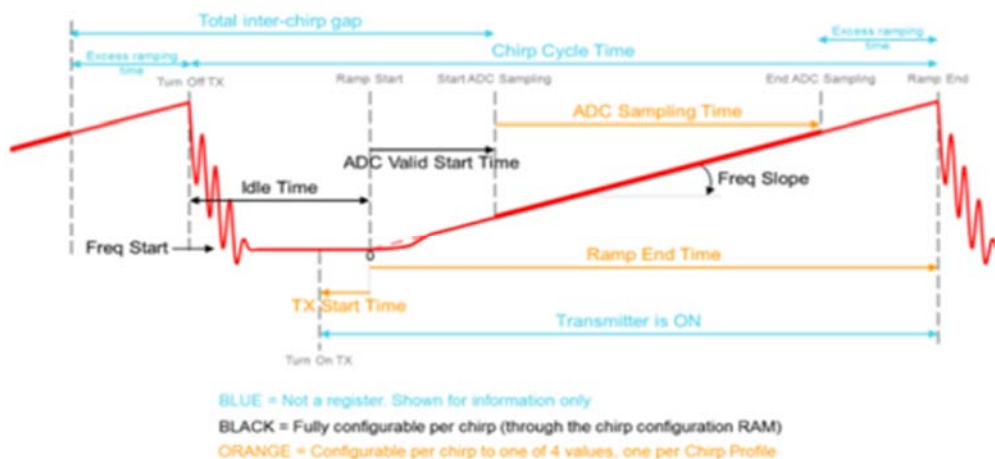 Total inter-chirp gap
Excess ramping
time
Chirp Cycle Time
Excess ramping
time
Turn Off TX
Ramp Start
Start ADC Sampling
End ADC Sampling
Ramp End
ADC Sampling Time
ADC Valid Start Time
Idle Time
Freq Slope
Freq Start
0
Ramp End Time
TX Start Time
Transmitter is ON
Turn On TX
BLUE = Not a register. Shown for information only
BLACK = Fully configurable per chirp (through the chirp configuration RAM)
ORANGE = Configurable per chirp to one of 4 values, one per Chirp Profile